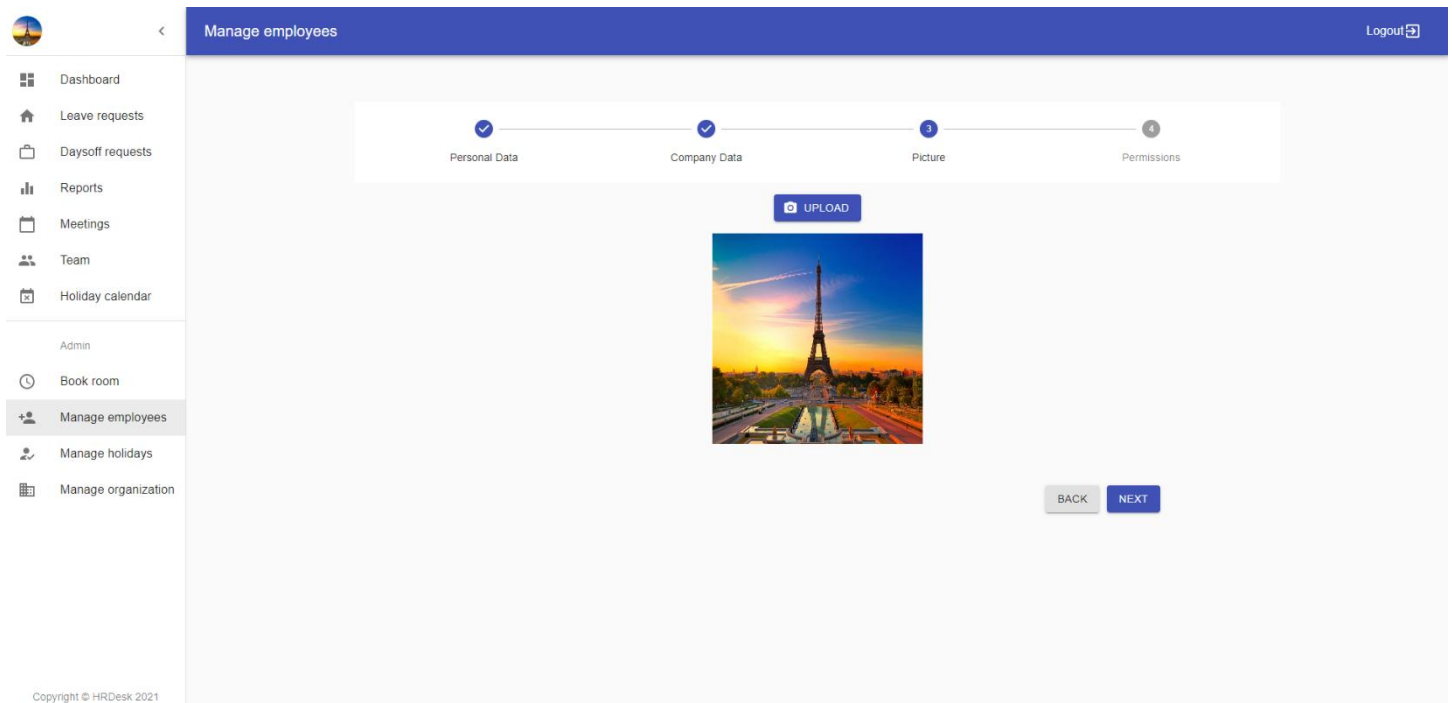 Manage employees
Logout
Dashboard
Leave requests
Daysoff requests
Reports
Meetings
Team
Holiday calendar
Admin
Book room
Manage employees
Manage holidays
Manage organization
Copyright © HRDesk 2021
Personal Data
Company Data
3
Picture
4
Permissions
UPLOAD
BACK
NEXT